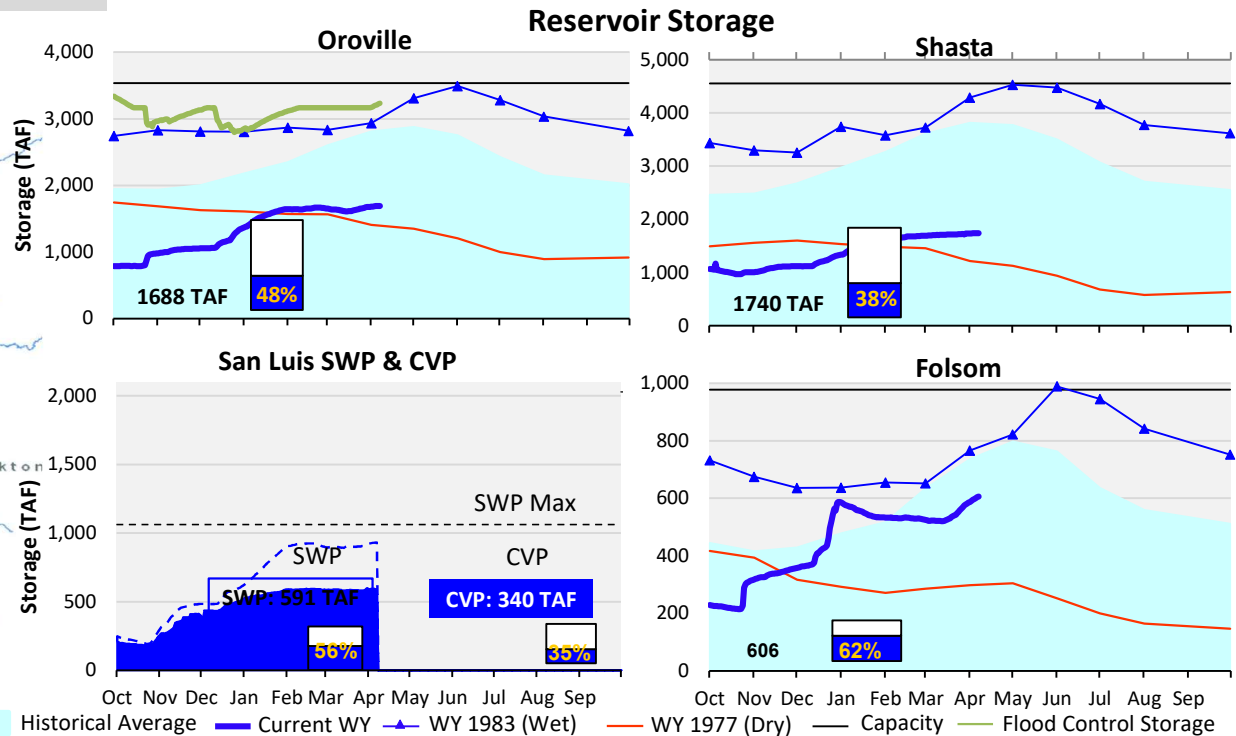 Reservoir Storage
Oroville
Storage (TAF)
4,000
3,000
2,000
1,000
0
1688 TAF
48%
Shasta
5,000
4,000
3,000
2,000
1,000
0
1740 TAF
38%
San Luis SWP & CVP
Storage (TAF)
2,000
1,500
1,000
500
0
SWP Max
SWP
CVP
SWP: 591 TAF
CVP: 340 TAF
56%
35%
Oct Nov Dec Jan Feb Mar Apr May Jun Jul Aug Sep
Folsom
1,000
800
600
400
200
0
606
62%
Oct Nov Dec Jan Feb Mar Apr May Jun Jul Aug Sep
kton
Historical Average Current WY WY 1983 (Wet) WY 1977 (Dry) Capacity Flood Control Storage